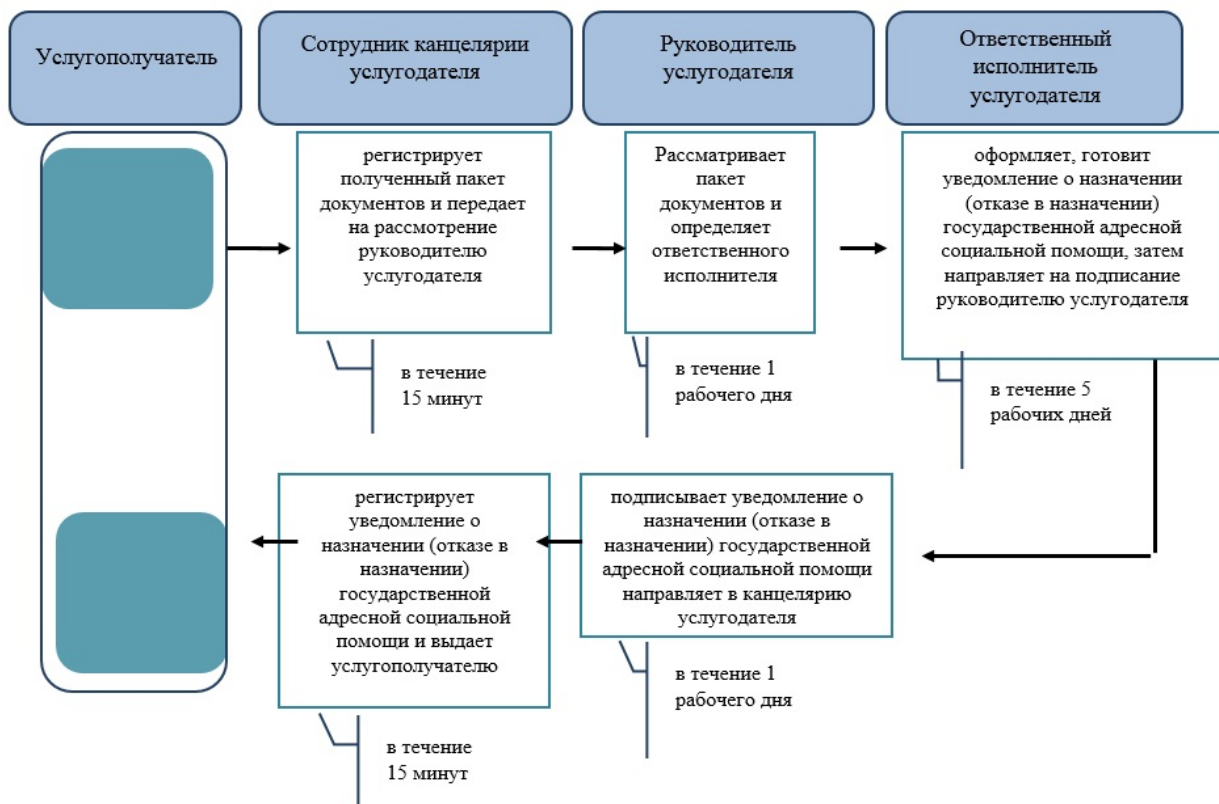 Услугополучатель
Сотрудник канцелярии
услугодателя
Руководитель
услугодателя
Ответственный
исполнитель
услугодателя
регистрирует
полученный пакет
документов и передает
на рассмотрение
руководителю
услугодателя
Рассматривает
пакет
документов и
определяет
ответственного
исполнителя
оформляет, готовит
уведомление о назначении
(отказе в назначении)
государственной адресной
социальной помощи, затем
направляет на подписание
руководителю услугодателя
в течение
15 минут
в течение 1
рабочего дня
в течение 5
рабочих дней
регистрирует
уведомление о
назначении (отказе в
назначении)
государственной
адресной социальной
помощи и выдает
услугополучателю
подписывает уведомление о
назначении (отказе в
назначении) государственной
адресной социальной помощи
направляет в канцелярию
услугодателя
в течение 1
рабочего дня
в течение
15 минут